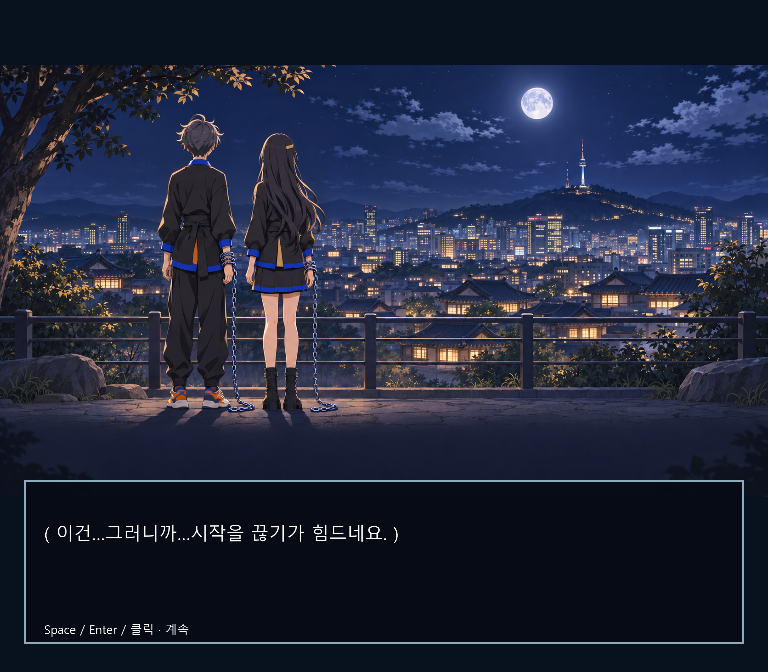 ( 이건...그러니까...시작을 끊기가 힘드네요. )
Space / Enter / 클릭 · 계속